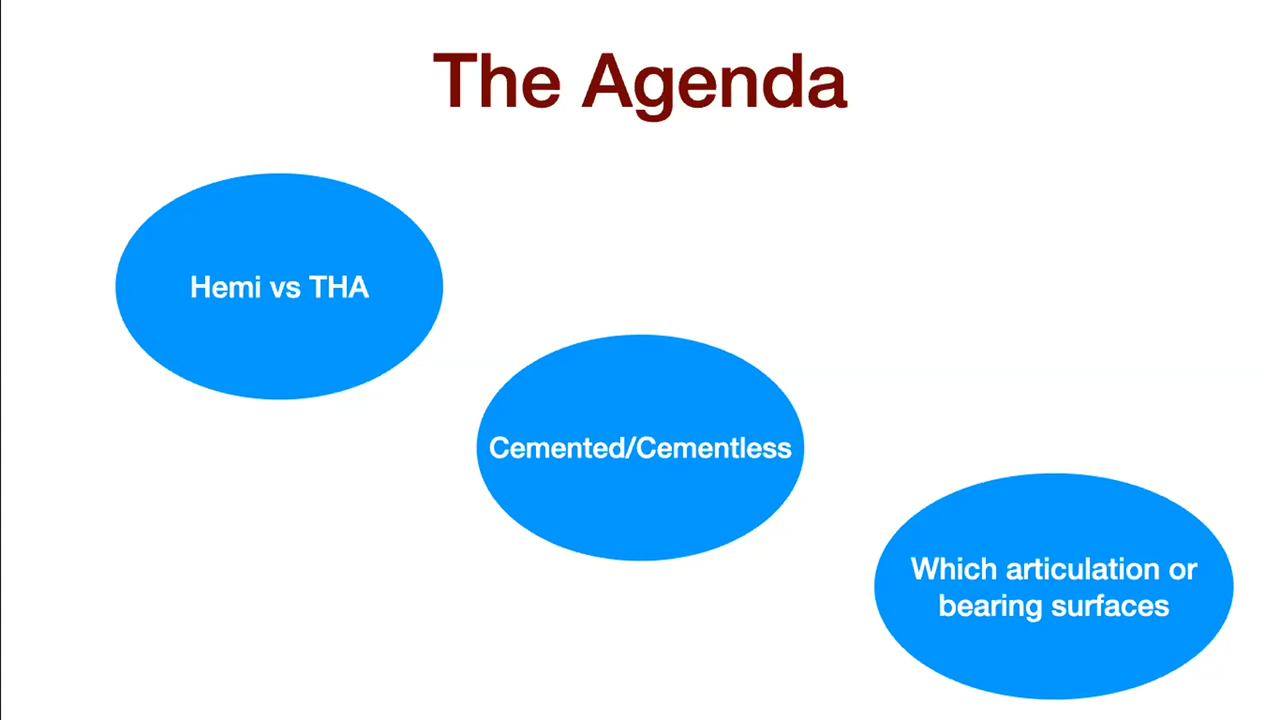 The Agenda
Hemi vs THA
Cemented/Cementless
Which articulation or
bearing surfaces